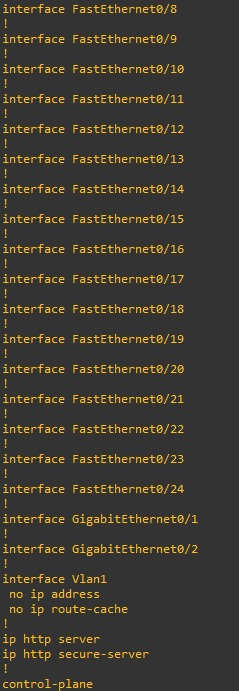 interface FastEthernet0/8
!
interface FastEthernet0/9
!
interface FastEthernet0/10
!
interface FastEthernet0/11
!
interface FastEthernet0/12
!
interface FastEthernet0/13
!
interface FastEthernet0/14
!
interface FastEthernet0/15
!
interface FastEthernet0/16
!
interface FastEthernet0/17
!
interface FastEthernet0/18
!
interface FastEthernet0/19
!
interface FastEthernet0/20
!
interface FastEthernet0/21
!
interface FastEthernet0/22
!
interface FastEthernet0/23
!
interface FastEthernet0/24
!
interface GigabitEthernet0/1
!
interface GigabitEthernet0/2
!
interface Vlan1
 no ip address
 no ip route-cache
!
ip http server
ip http secure-server
!
control-plane